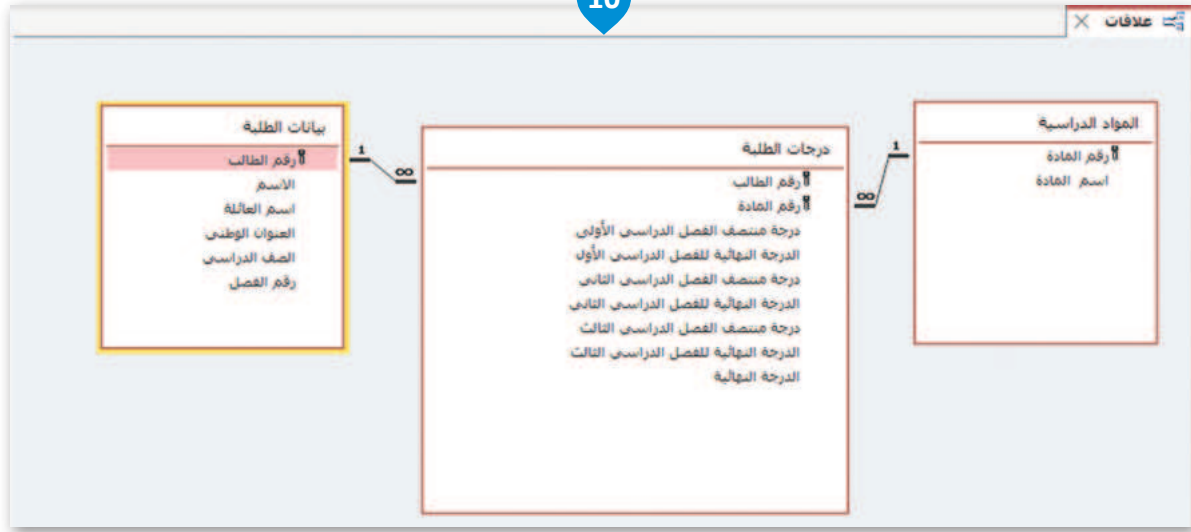 10
علاقات
المواد الدراسية
رقم المادة
اسم المادة
1
∞
درجات الطلبة
رقم الطالب
رقم المادة
درجة منتصف الفصل الدراسي الأولى
الدرجة النهائية للفصل الدراسي الأول
درجة منتصف الفصل الدراسي الثاني
الدرجة النهائية للفصل الدراسي الثاني
درجة منتصف الفصل الدراسي الثالث
الدرجة النهائية للفصل الدراسي الثالث
الدرجة النهائية
1
∞
بيانات الطلبة
رقم الطالب
الاسم
اسم العائلة
العنوان الوطني
الصف الدراسي
رقم الفصل